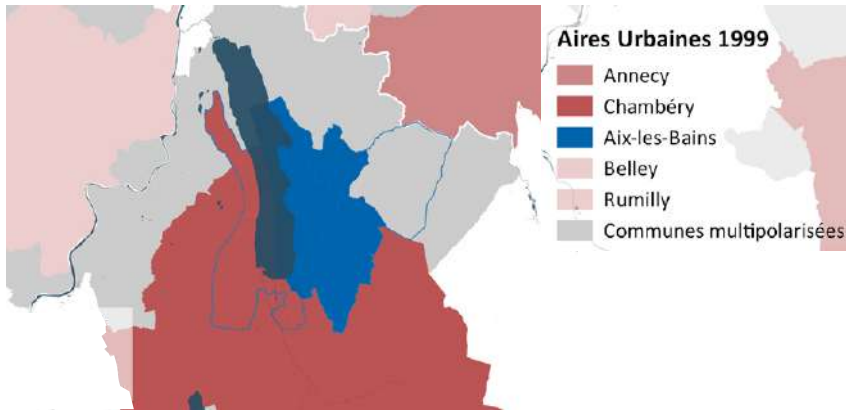 Aires Urbaines 1999
Annecy
Chambéry
Aix-les-Bains
Belley
Rumilly
Communes multipolarisées